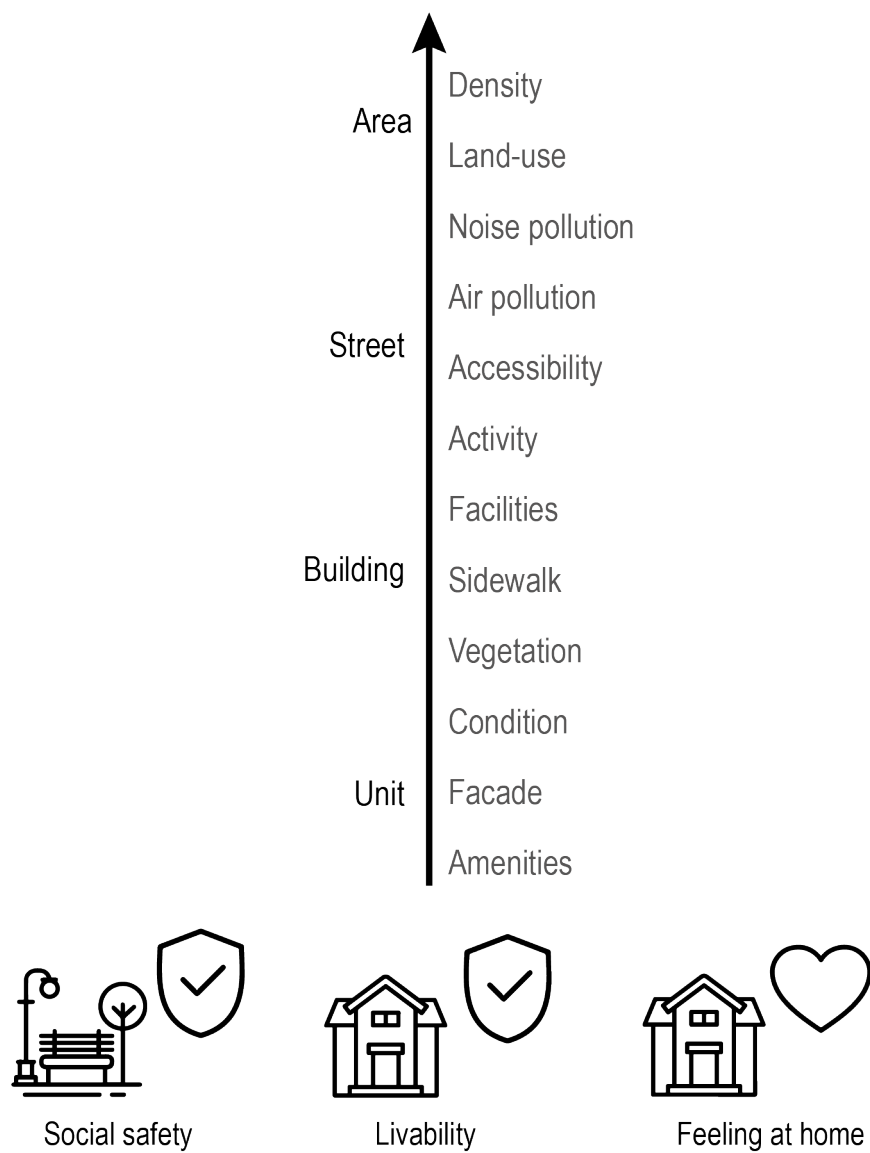 Density
Area
Land-use
Noise pollution
Air pollution
Street
Accessibility
Activity
Facilities
Building
Sidewalk
Vegetation
Condition
Unit
Facade
Amenities
Social safety
Livability
Feeling at home